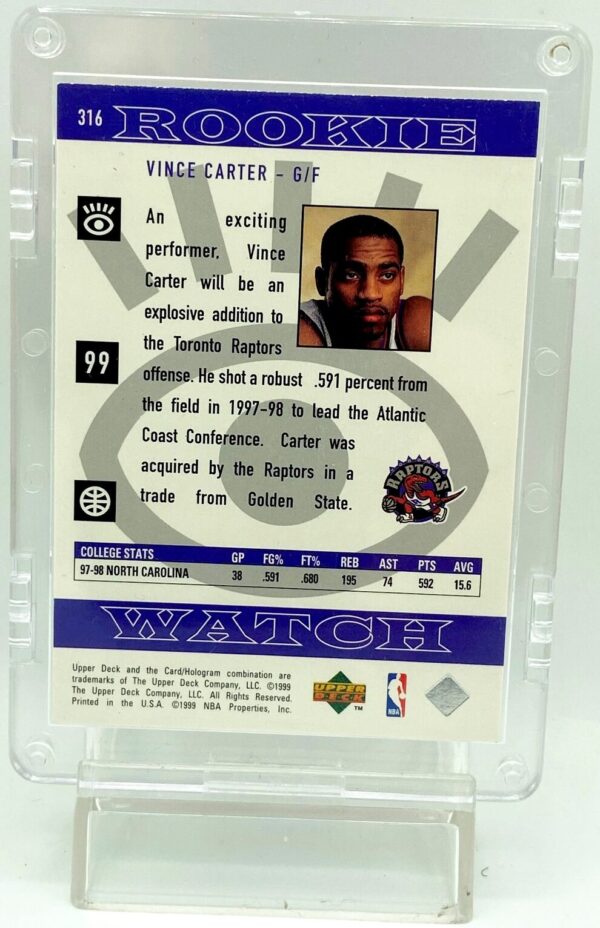 316 ROOKIE
VINCE CARTER - G/F
An exciting
performer, Vince
Carter will be an
explosive addition to
the Toronto Raptors
offense. He shot a robust .591 percent from
the field in 1997-98 to lead the Atlantic
Coast Conference. Carter was
acquired by the Raptors in a
trade from Golden State.
99
RAPTORS
COLLEGE STATS GP FG% FT% REB AST PTS AVG
97-98 NORTH CAROLINA 38 .591 .680 195 74 592 15.6
WATCH
Upper Deck and the Card/Hologram combination are
trademarks of The Upper Deck Company, LLC. ©1999
The Upper Deck Company, LLC. All Rights Reserved.
Printed in the U.S.A. ©1999 NBA Properties, Inc.
UPPER
DECK
TM
NBA